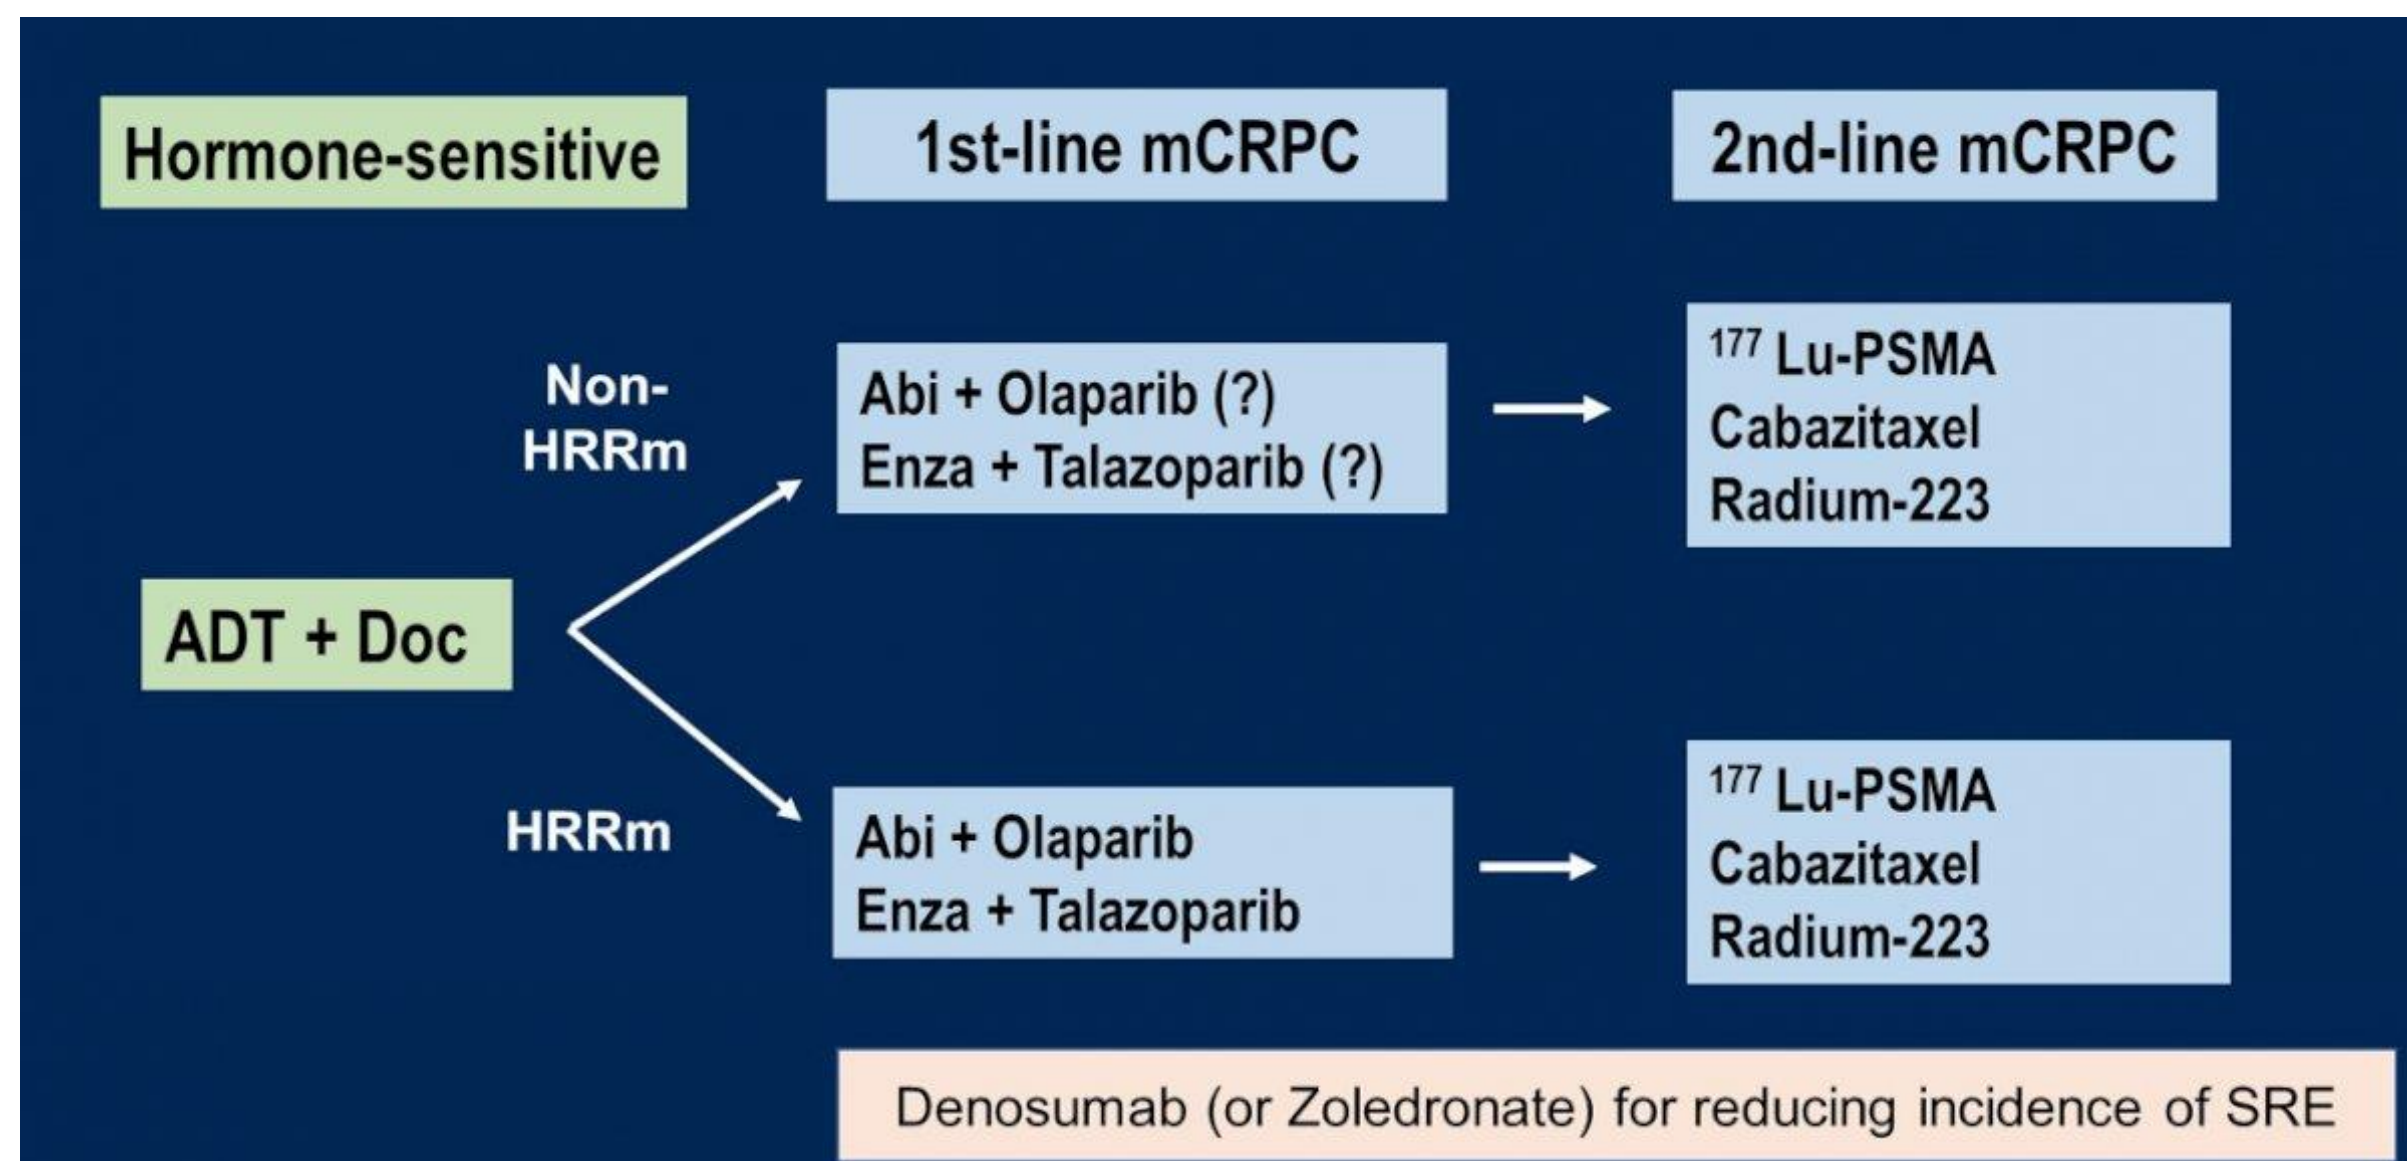 Hormone-sensitive
1st-line mCRPC
2nd-line mCRPC
Non-
HRRm
Abi + Olaparib (?)
Enza + Talazoparib (?)
177 Lu-PSMA
Cabazitaxel
Radium-223
ADT + Doc
HRRm
Abi + Olaparib
Enza + Talazoparib
177 Lu-PSMA
Cabazitaxel
Radium-223
Denosumab (or Zoledronate) for reducing incidence of SRE